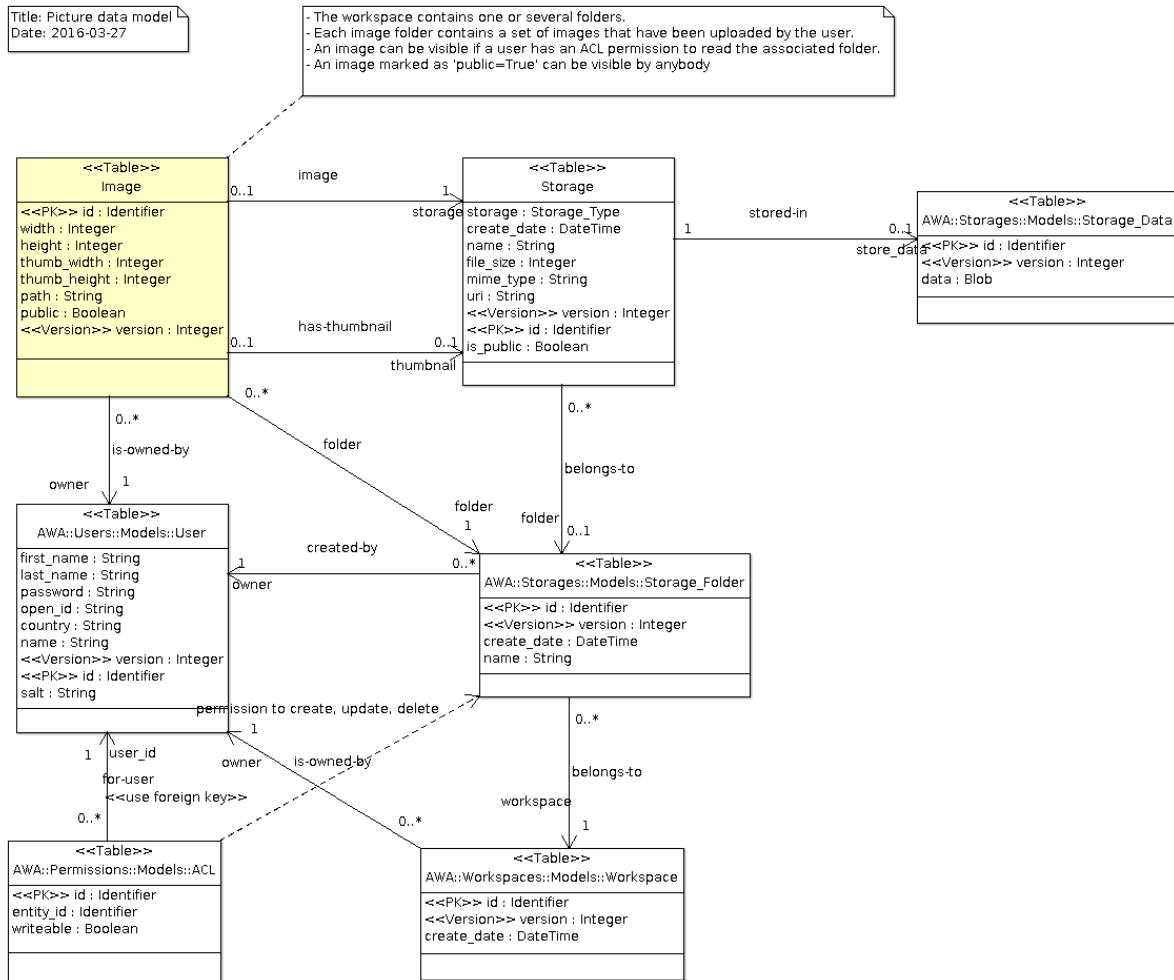 Title: Picture data model
Date: 2016-03-27
- The workspace contains one or several folders.
- Each image folder contains a set of images that have been uploaded by the user.
- An image can be visible if a user has an ACL permission to read the associated folder.
- An image marked as 'public=True' can be visible by anybody
<<Table>>
Image
<<PK>> id : Identifier
width : Integer
height : Integer
thumb_width : Integer
thumb_height : Integer
path : String
public : Boolean
<<Version>> version : Integer
0..1
image
1
storage
0..1
has-thumbnail
0..1
thumbnail
<<Table>>
Storage
storage : Storage_Type
create_date : DateTime
name : String
file_size : Integer
mime_type : String
uri : String
<<Version>> version : Integer
<<PK>> id : Identifier
is_public : Boolean
1
stored-in
0..1
store_data
<<Table>>
AWA::Storages::Models::Storage_Data
<<PK>> id : Identifier
<<Version>> version : Integer
data : Blob
0..*
is-owned-by
owner
1
0..*
folder
folder
1
0..*
belongs-to
folder
0..1
<<Table>>
AWA::Users::Models::User
first_name : String
last_name : String
password : String
open_id : String
country : String
name : String
<<Version>> version : Integer
<<PK>> id : Identifier
salt : String
created-by
1
0..*
owner
<<Table>>
AWA::Storages::Models::Storage_Folder
<<PK>> id : Identifier
<<Version>> version : Integer
create_date : DateTime
name : String
permission to create, update, delete
1
user_id
for-user
<<use foreign key>>
0..*
1
owner
is-owned-by
0..*
0..*
belongs-to
workspace
1
<<Table>>
AWA::Permissions::Models::ACL
<<PK>> id : Identifier
entity_id : Identifier
writeable : Boolean
<<Table>>
AWA::Workspaces::Models::Workspace
<<PK>> id : Identifier
<<Version>> version : Integer
create_date : DateTime